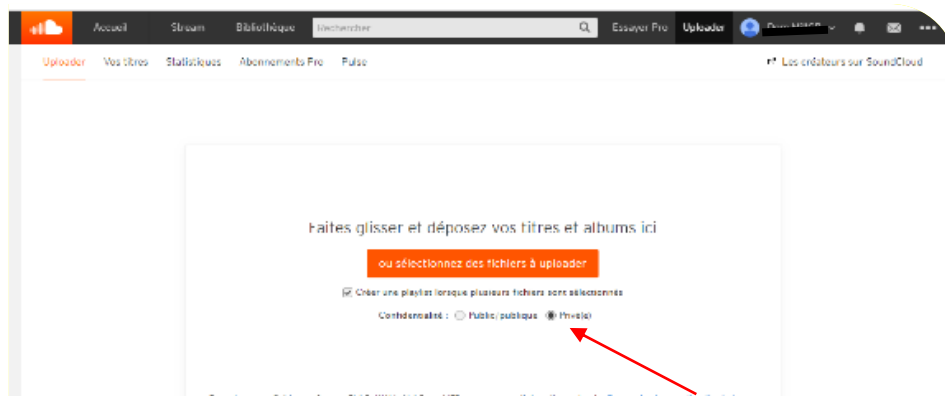 Accueil Stream Bibliothèque Rechercher Essayer Pro Uploader
Uploader Vos titres Statistiques Abonnements Pro Pulse Les créateurs sur SoundCloud
Faites glisser et déposez vos titres et albums ici
ou sélectionnez des fichiers à uploader
Créer une playlist lorsque plusieurs fichiers sont sélectionnés
Confidentialité : Public/publique Privé(e)